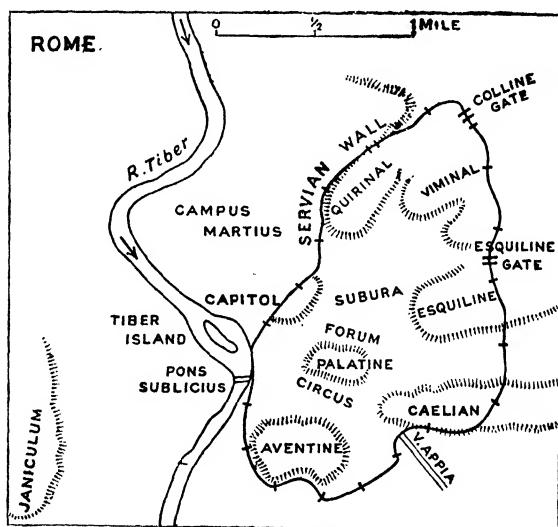 ROME.
0 1/2 1 MILE
COLLINE
GATE
R. Tiber
SERVIAN WALL
QUIRINAL
VIMINAL
CAMPUS
MARTIUS
ESQUILINE
GATE
CAPITOL
SUBURA
ESQUILINE
TIBER
ISLAND
FORUM
PALATINE
PONS
SUBLICIUS
CIRCUS
CAELIAN
AVENTINE
V. APPIA
JANICULUM